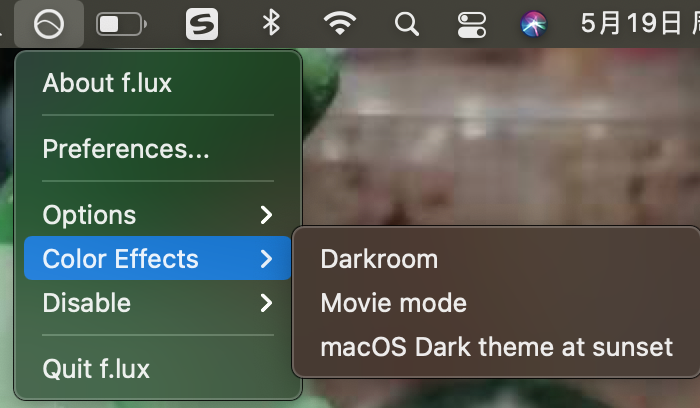 S
5月19日 周
About f.lux
Preferences...
Options
Color Effects
Disable
Quit f.lux
Darkroom
Movie mode
macOS Dark theme at sunset